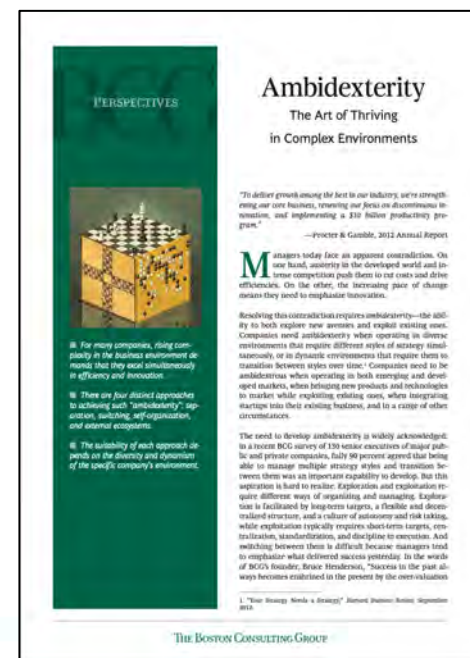 BCG
PERSPECTIVES
■ For many companies, rising com-
plexity in the business environment de-
mands that they excel simultaneously
in efficiency and innovation.
■ There are four distinct approaches
to achieving such "ambidexterity": sep-
aration, switching, self-organization,
and external ecosystems.
■ The suitability of each approach de-
pends on the diversity and dynamism
of the specific company's environment.
Ambidexterity
The Art of Thriving
in Complex Environments
"To deliver growth among the best in our industry, we're strength-
ening our core business, renewing our focus on discontinuous in-
novation, and implementing a $10 billion productivity pro-
gram."
—Procter & Gamble, 2012 Annual Report
Managers today face an apparent contradiction. On
one hand, austerity in the developed world and in-
tense competition push them to cut costs and drive
efficiencies. On the other, the increasing pace of change
means they need to emphasize innovation.
Resolving this contradiction requires ambidexterity—the abil-
ity to both explore new avenues and exploit existing ones.
Companies need ambidexterity when operating in diverse
environments that require different styles of strategy simul-
taneously, or in dynamic environments that require them to
transition between styles over time.¹ Companies need to be
ambidextrous when operating in both emerging and devel-
oped markets, when bringing new products and technologies
to market while exploiting existing ones, when integrating
startups into their existing business, and in a range of other
circumstances.
The need to develop ambidexterity is widely acknowledged:
in a recent BCG survey of 130 senior executives of major pub-
lic and private companies, fully 90 percent agreed that being
able to manage multiple strategy styles and transition be-
tween them was an important capability to develop. But this
aspiration is hard to realize. Exploration and exploitation re-
quire different ways of organizing and managing. Explora-
tion is facilitated by long-term targets, a flexible and decen-
tralized structure, and a culture of autonomy and risk taking,
while exploitation typically requires short-term targets, cen-
tralization, standardization, and discipline in execution. And
switching between them is difficult because managers tend
to emphasize what delivered success yesterday. In the words
of BCG's founder, Bruce Henderson, "Success in the past al-
ways becomes enshrined in the present by the over-valuation
1. "Your Strategy Needs a Strategy," Harvard Business Review, September
2012.
THE BOSTON CONSULTING GROUP